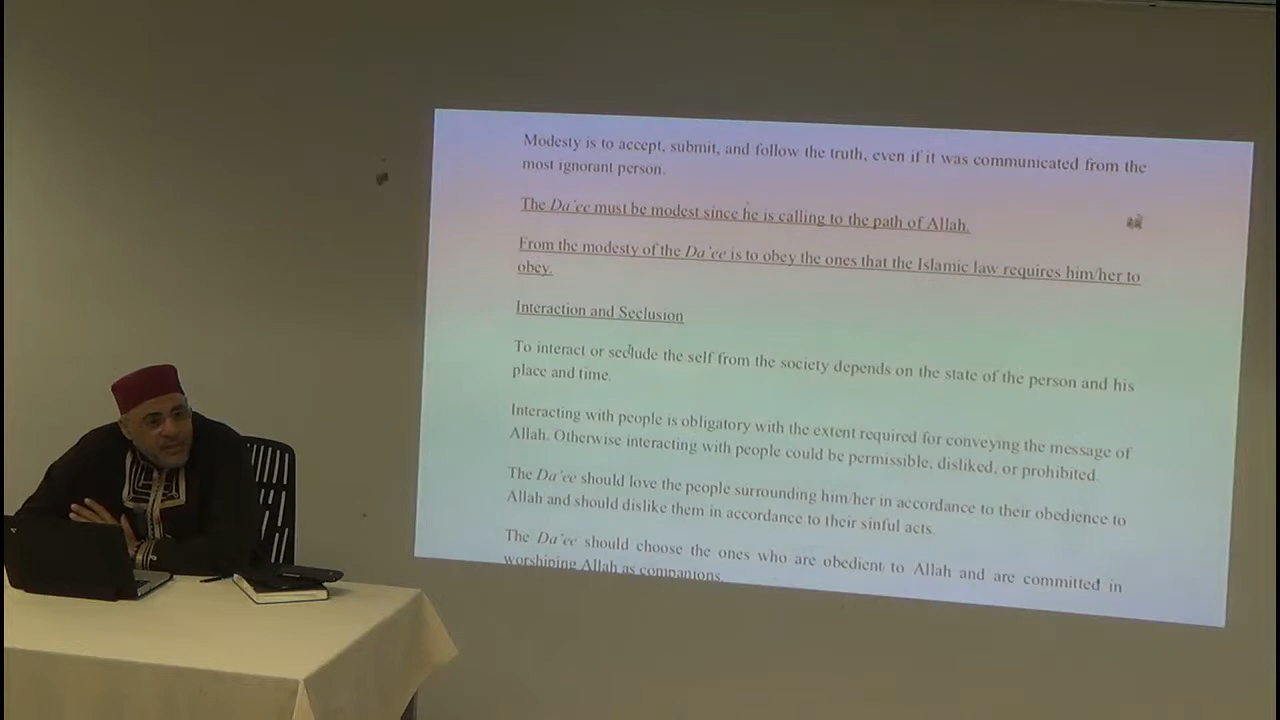 Modesty is to accept, submit, and follow the truth, even if it was communicated from the
most ignorant person.
The Da'ee must be modest since he is calling to the path of Allah.
From the modesty of the Da'ee is to obey the ones that the Islamic law requires him/her to
obey.
Interaction and Seclusion
To interact or seclude the self from the society depends on the state of the person and his
place and time.
Interacting with people is obligatory with the extent required for conveying the message of
Allah. Otherwise interacting with people could be permissible, disliked, or prohibited.
The Da'ee should love the people surrounding him/her in accordance to their obedience to
Allah and should dislike them in accordance to their sinful acts.
The Da'ee should choose the ones who are obedient to Allah and are committed in
worshining Allah as companions.